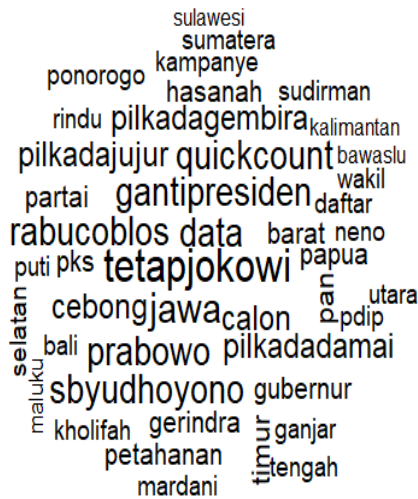 sulawesi
sumatera
kampanye
ponorogo
hasanah sudirman
rindu pilkadagembira kalimantan
pilkadajujur quickcount bawaslu
partai gantipresiden wakil
daftar
rabucoblos data barat neno
puti pks tetapjokowi papua
selatan cebong jawa calon pan pdip utara
maluku bali prabowo pilkadadamai
sbyudhoyono gubernur
kholifah gerindra timur ganjar
petahanan tengah
mardani